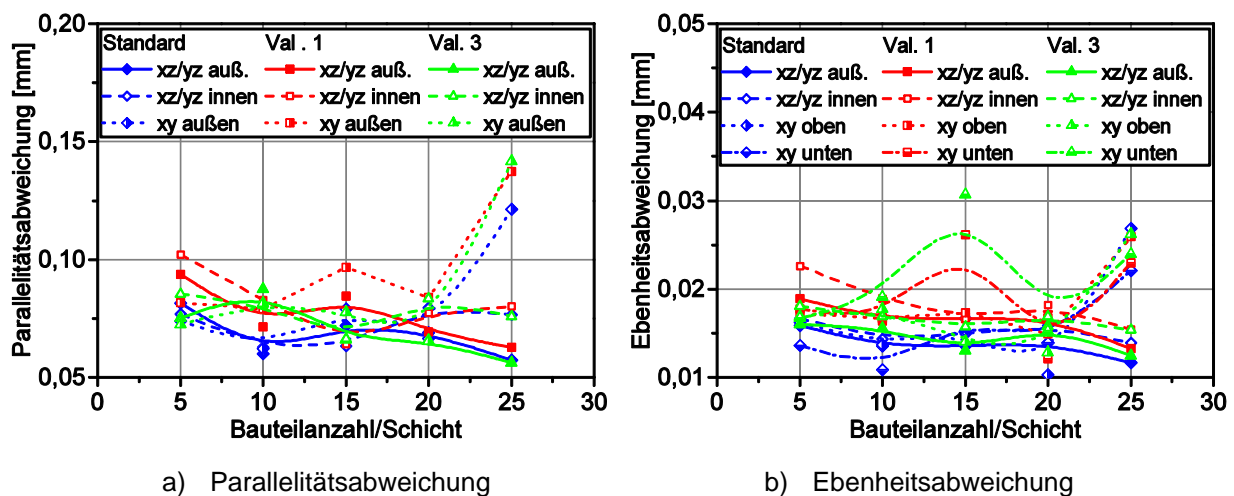 0,20
0,15
0,10
0,05
Parallelitätsabweichung [mm]
Standard Val . 1 Val. 3
xz/yz auß. xz/yz auß. xz/yz auß.
xz/yz innen xz/yz innen xz/yz innen
xy außen xy außen xy außen
0 5 10 15 20 25 30
Bauteilanzahl/Schicht
a) Parallelitätsabweichung
0,05
0,04
0,03
0,02
0,01
Ebenheitsabweichung [mm]
Standard Val. 1 Val. 3
xz/yz auß. xz/yz auß. xz/yz auß.
xz/yz innen xz/yz innen xz/yz innen
xy oben xy oben xy oben
xy unten xy unten xy unten
0 5 10 15 20 25 30
Bauteilanzahl/Schicht
b) Ebenheitsabweichung